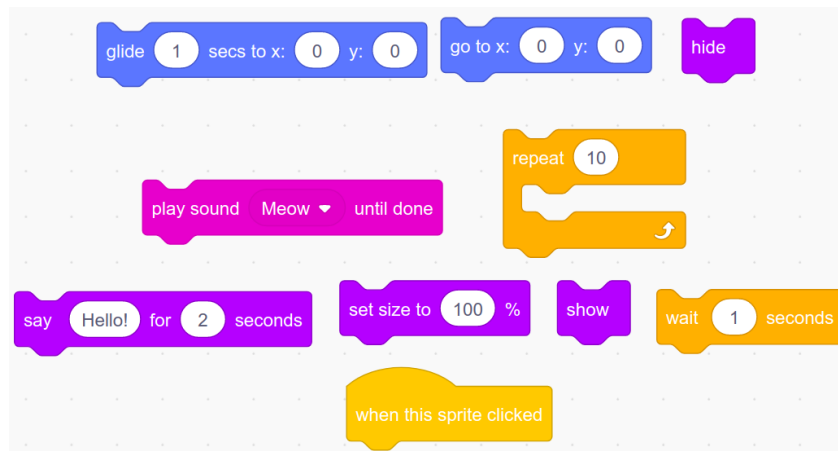 glide 1 secs to x: 0 y: 0
go to x: 0 y: 0
hide
repeat 10
play sound Meow until done
say Hello! for 2 seconds
set size to 100 %
show
wait 1 seconds
when this sprite clicked